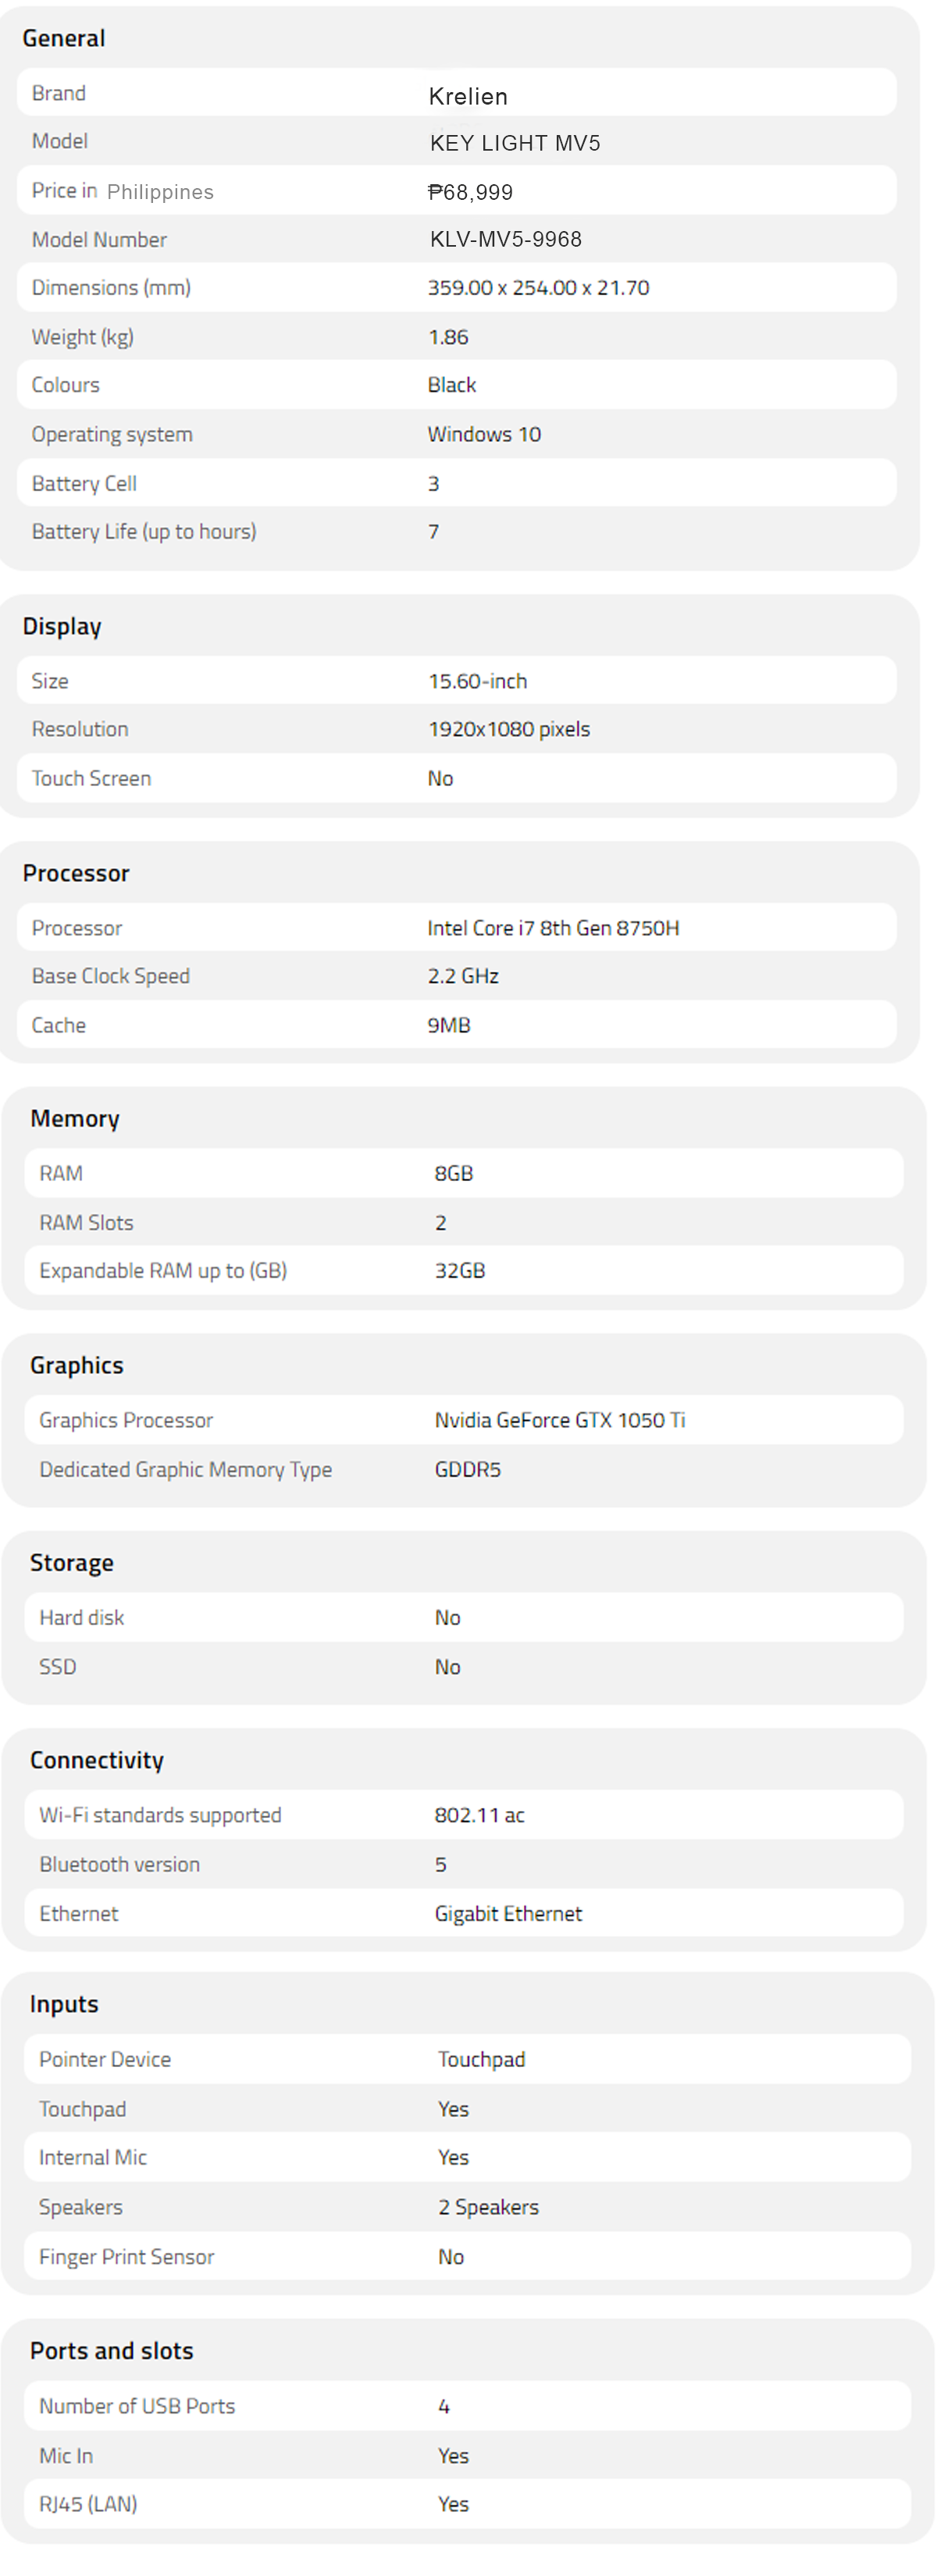 General
Brand Krelien
Model KEY LIGHT MV5
Price in Philippines ₱68,999
Model Number KLV-MV5-9968
Dimensions (mm) 359.00 x 254.00 x 21.70
Weight (kg) 1.86
Colours Black
Operating system Windows 10
Battery Cell 3
Battery Life (up to hours) 7
Display
Size 15.60-inch
Resolution 1920x1080 pixels
Touch Screen No
Processor
Processor Intel Core i7 8th Gen 8750H
Base Clock Speed 2.2 GHz
Cache 9MB
Memory
RAM 8GB
RAM Slots 2
Expandable RAM up to (GB) 32GB
Graphics
Graphics Processor Nvidia GeForce GTX 1050 Ti
Dedicated Graphic Memory Type GDDR5
Storage
Hard disk No
SSD No
Connectivity
Wi-Fi standards supported 802.11 ac
Bluetooth version 5
Ethernet Gigabit Ethernet
Inputs
Pointer Device Touchpad
Touchpad Yes
Internal Mic Yes
Speakers 2 Speakers
Finger Print Sensor No
Ports and slots
Number of USB Ports 4
Mic In Yes
RJ45 (LAN) Yes